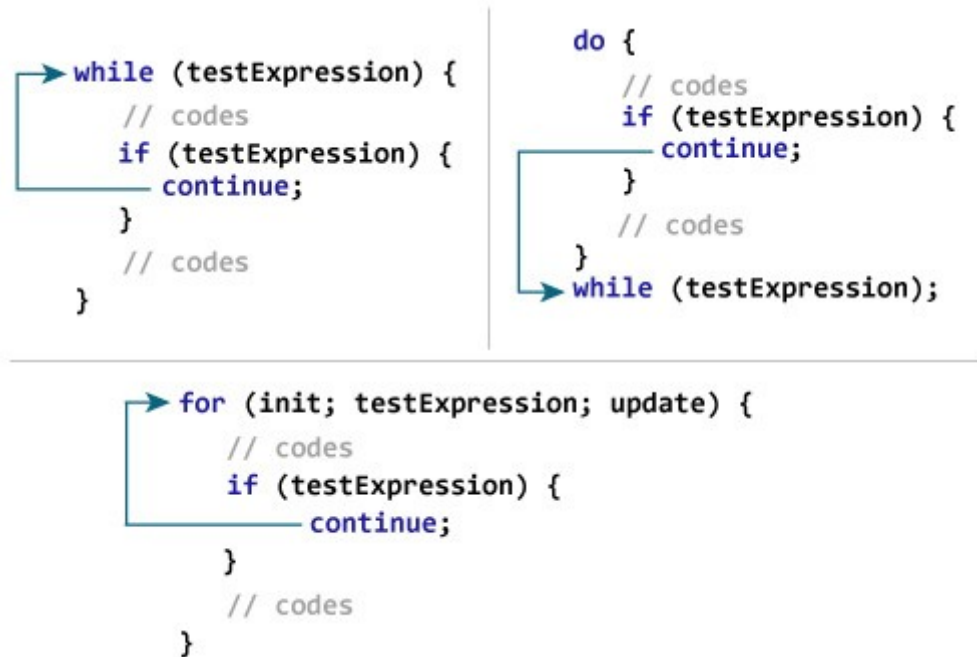 while (testExpression) {
// codes
if (testExpression) {
continue;
}
// codes
}
do {
// codes
if (testExpression) {
continue;
}
// codes
}
while (testExpression);
for (init; testExpression; update) {
// codes
if (testExpression) {
continue;
}
// codes
}